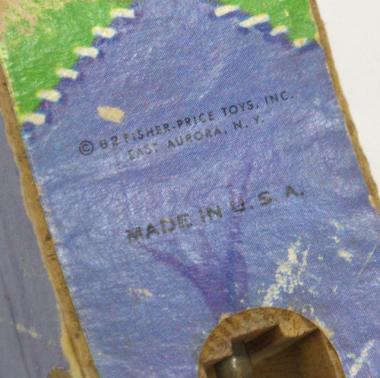 © 62 FISHER-PRICE TOYS, INC.
EAST AURORA, N. Y.
MADE IN U. S. A.